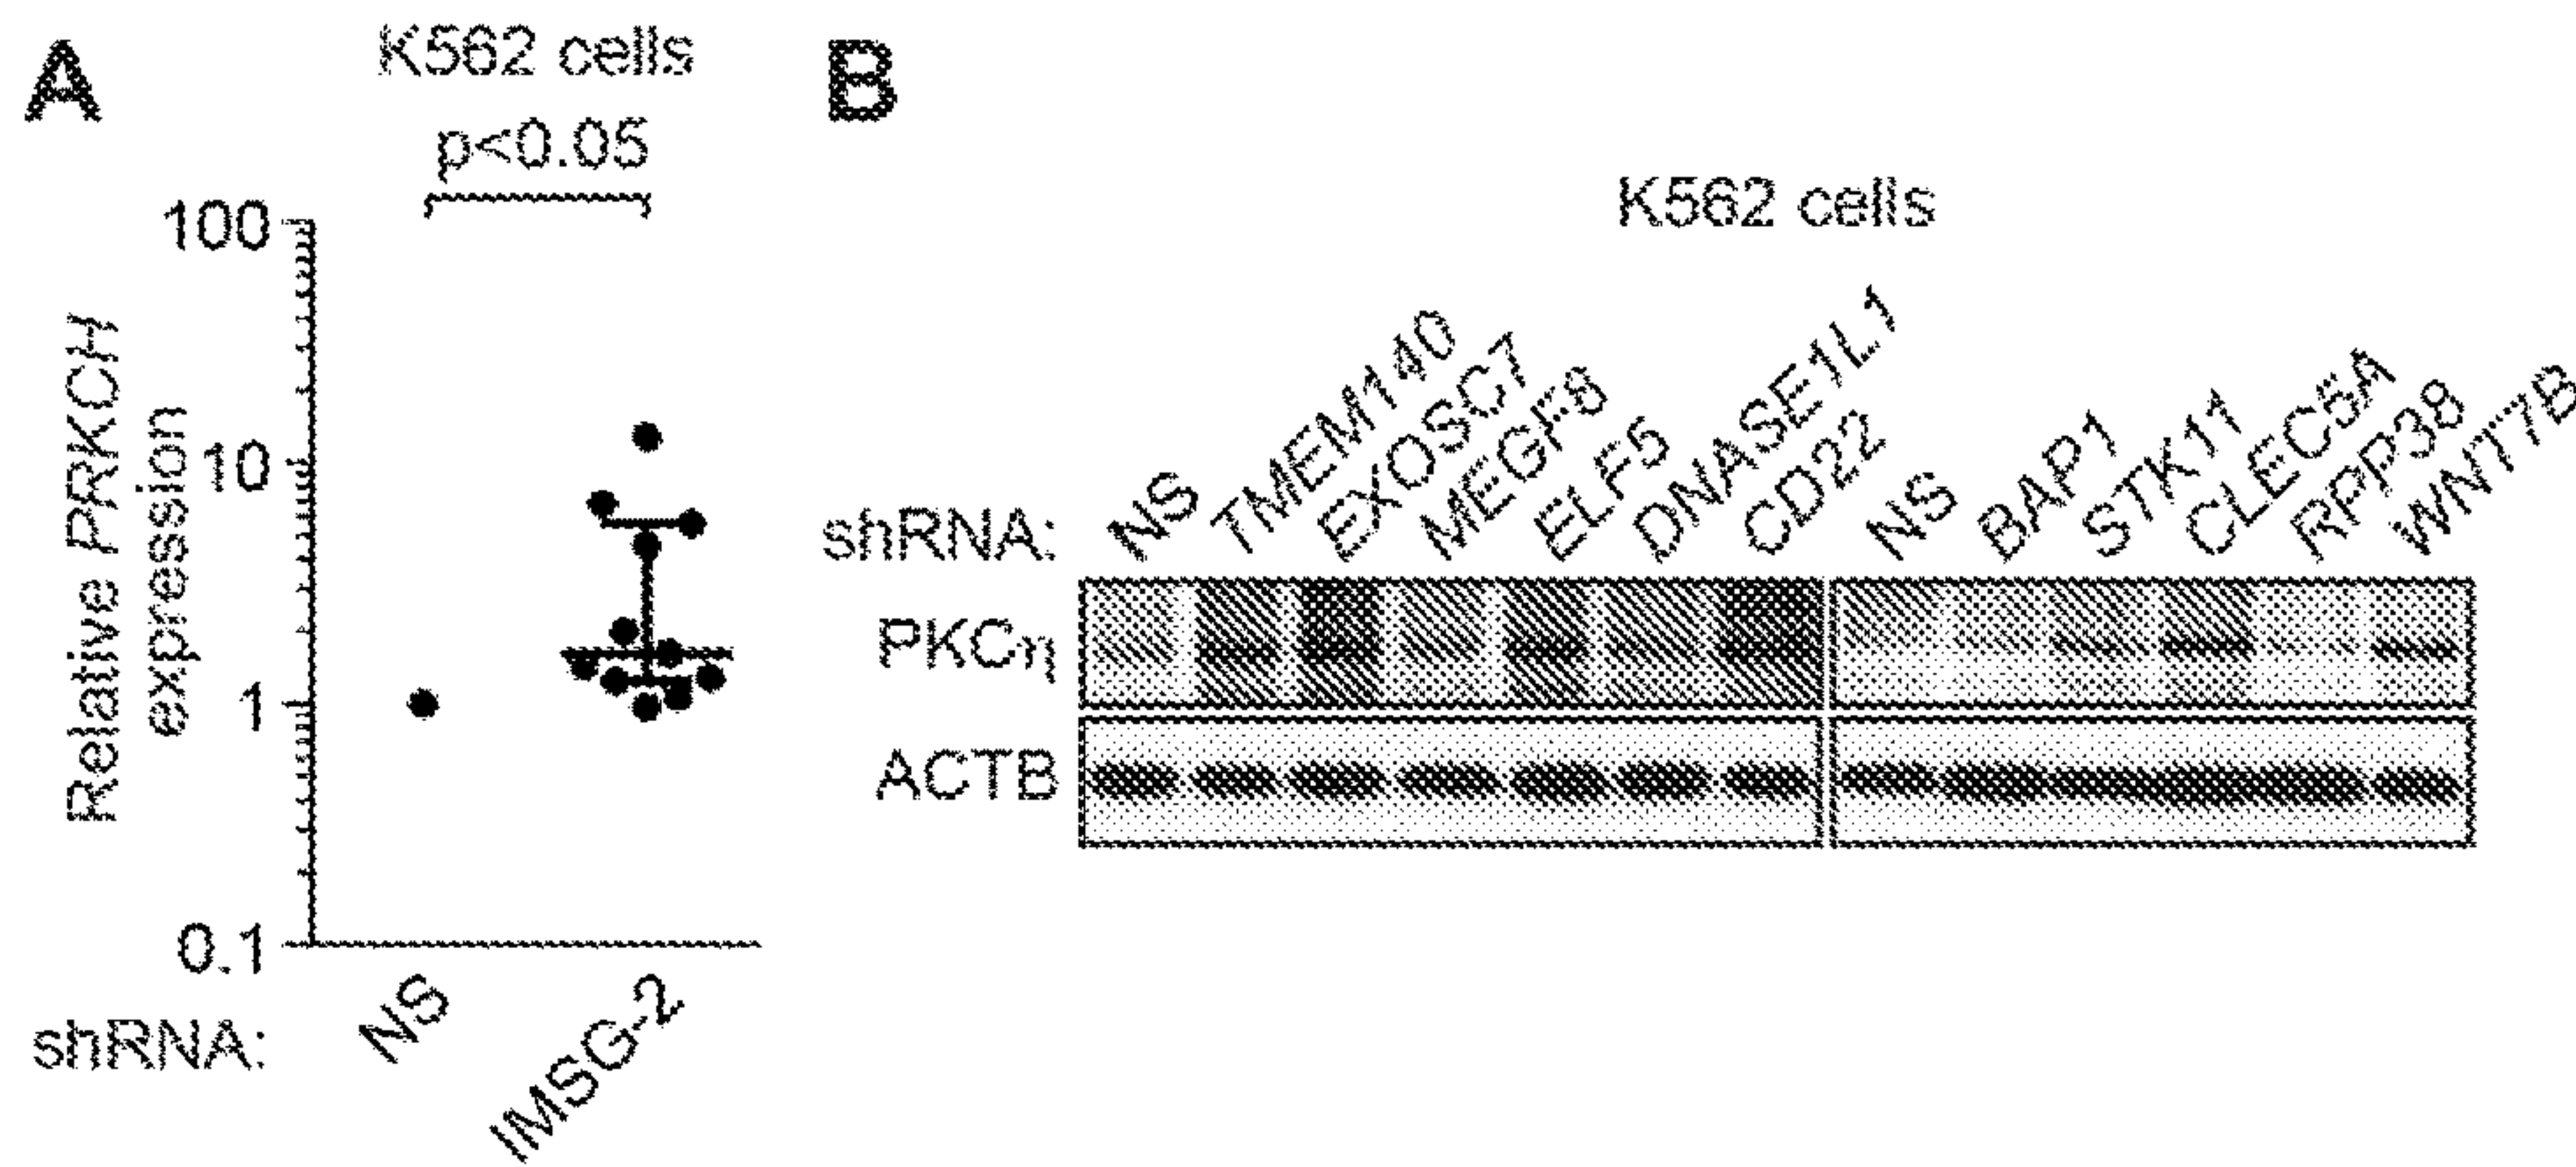 A
K562 cells
p<0.05
Relative PRKCH
expression
100
10
1
0.1
shRNA:
NS
IMSG-2
B
K562 cells
shRNA:
NS
TMEM140
EXOSC7
MEGF8
ELF5
DNASE1L1
CD22
NS
BAP1
STK11
CLEC5A
RPP38
WNT7B
PKCη
ACTB